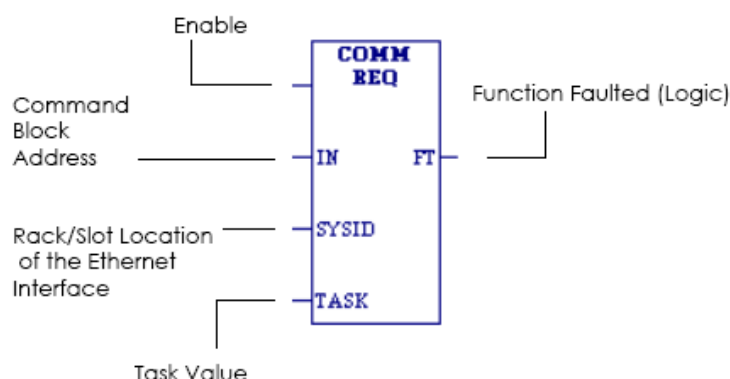 Enable
COMM
REQ
Function Faulted (Logic)
Command
Block
Address
IN
FT
SYSID
Rack/Slot Location
of the Ethernet
Interface
TASK
Task Value